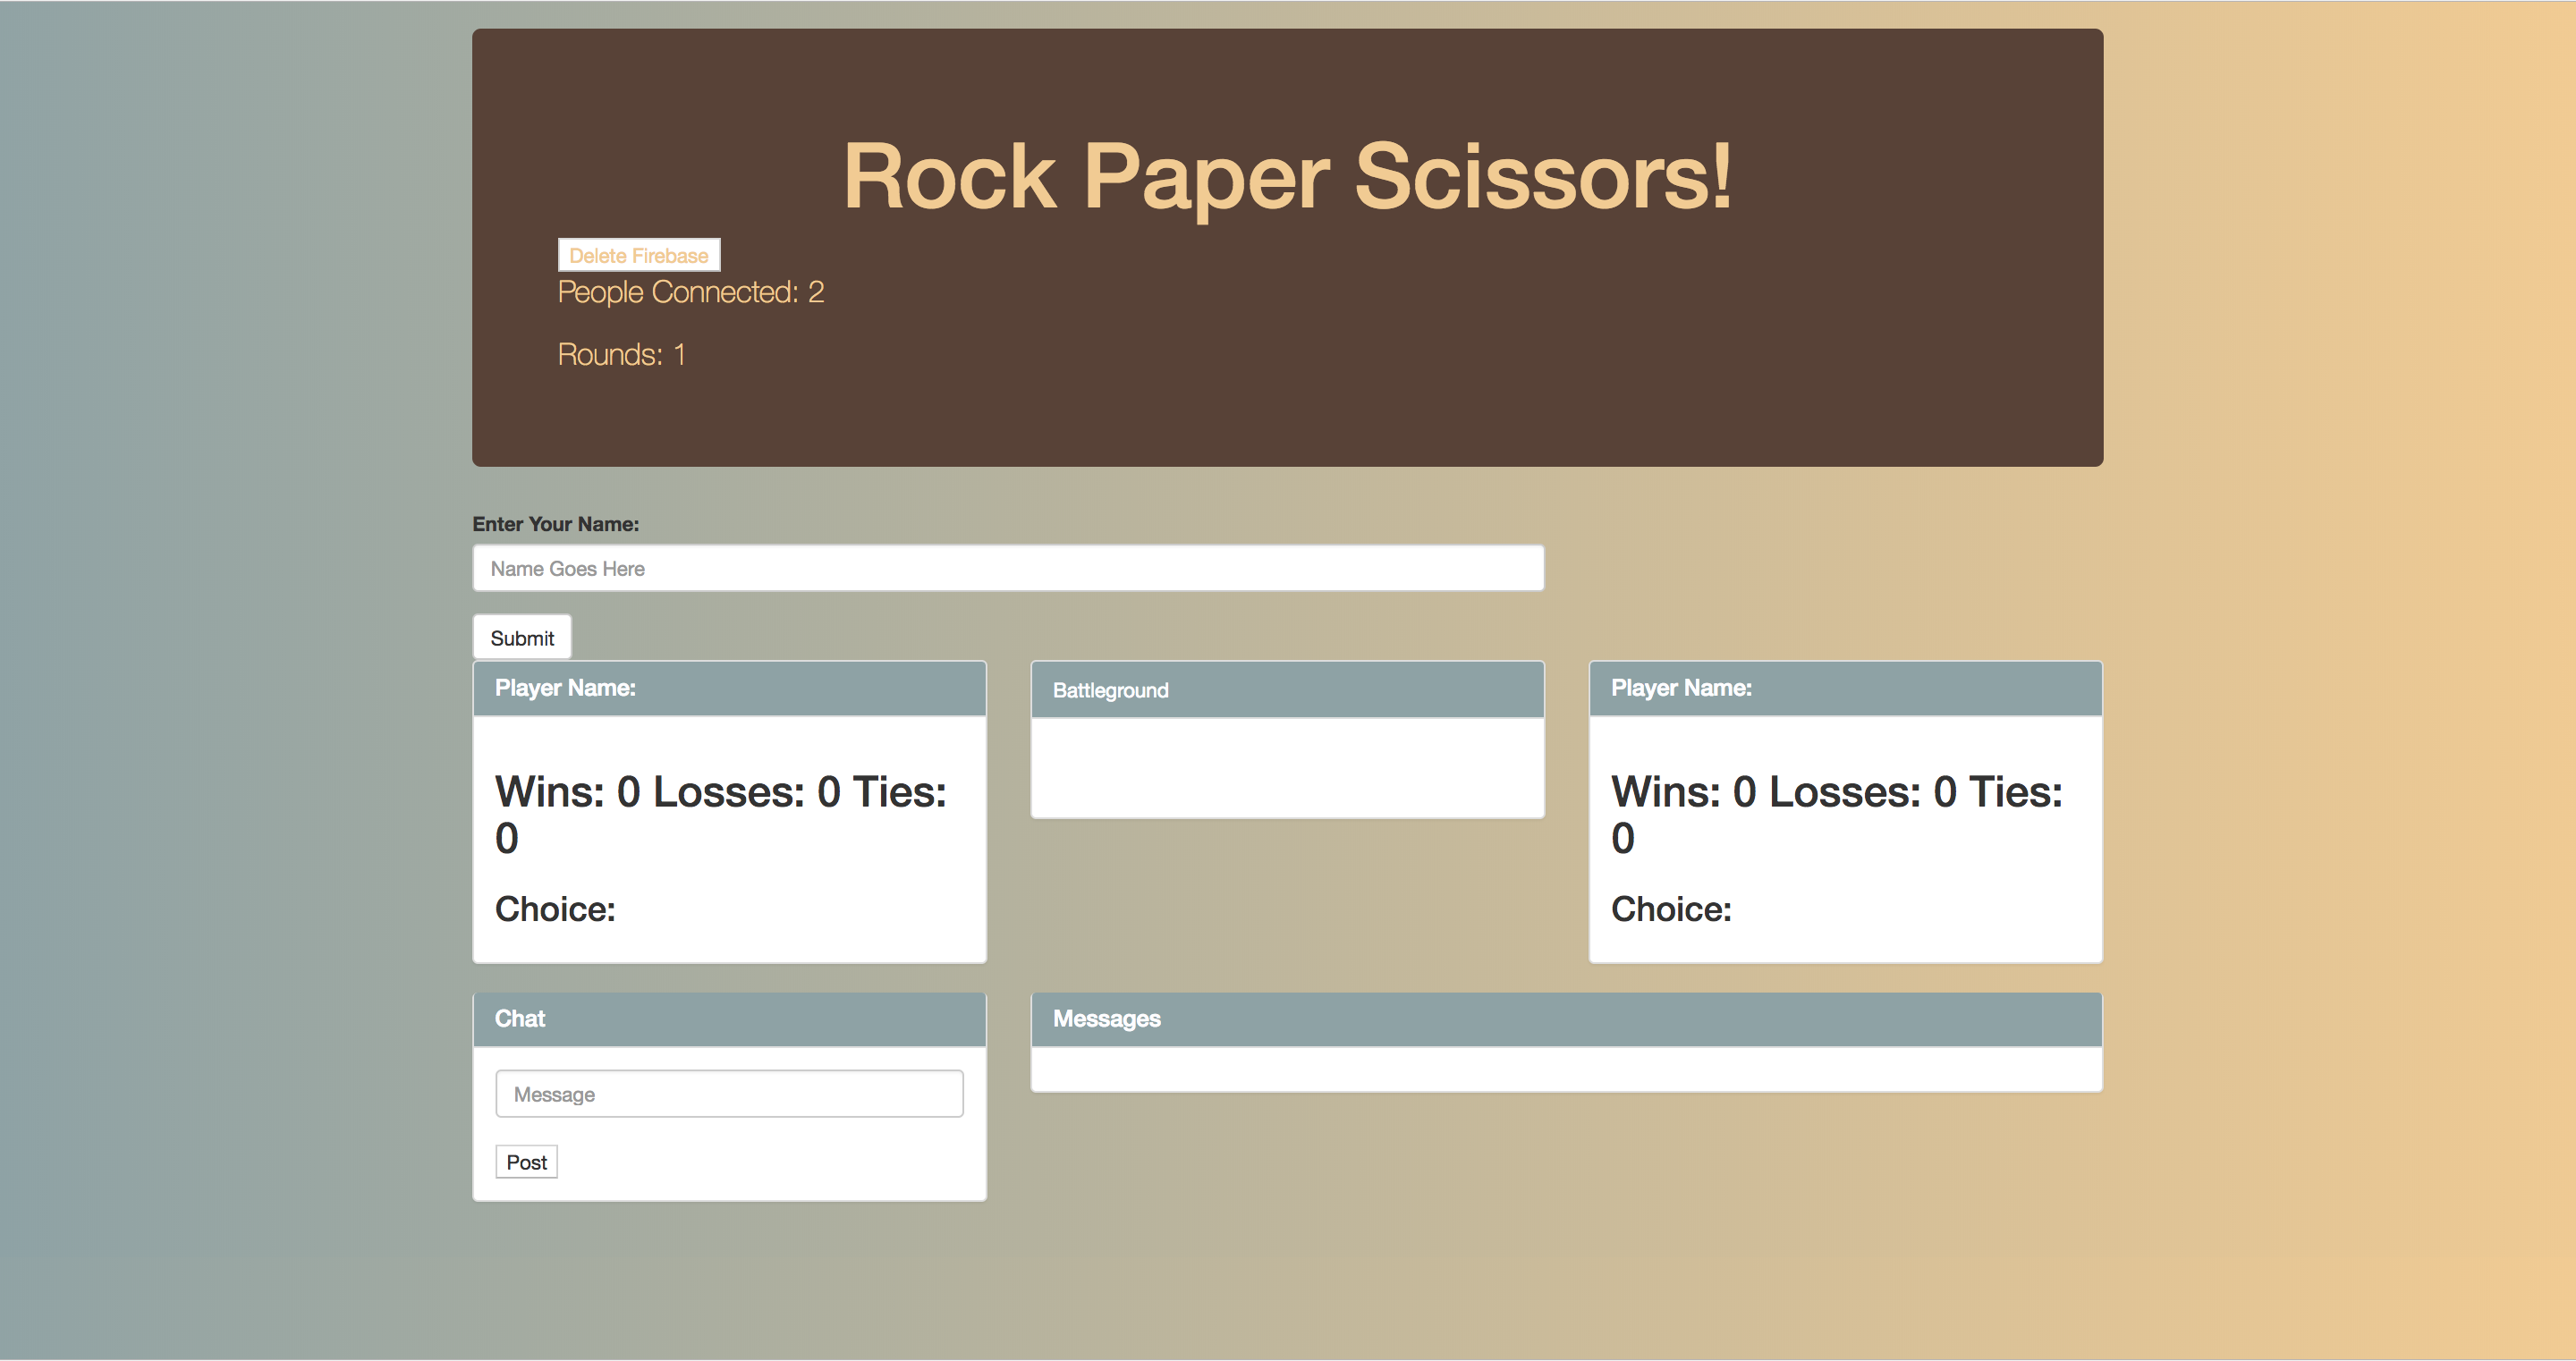 Rock Paper Scissors!
Delete Firebase
People Connected: 2
Rounds: 1
Enter Your Name:
Name Goes Here
Submit
Player Name:
Wins: 0 Losses: 0 Ties:
0
Choice:
Battleground
Player Name:
Wins: 0 Losses: 0 Ties:
0
Choice:
Chat
Message
Post
Messages